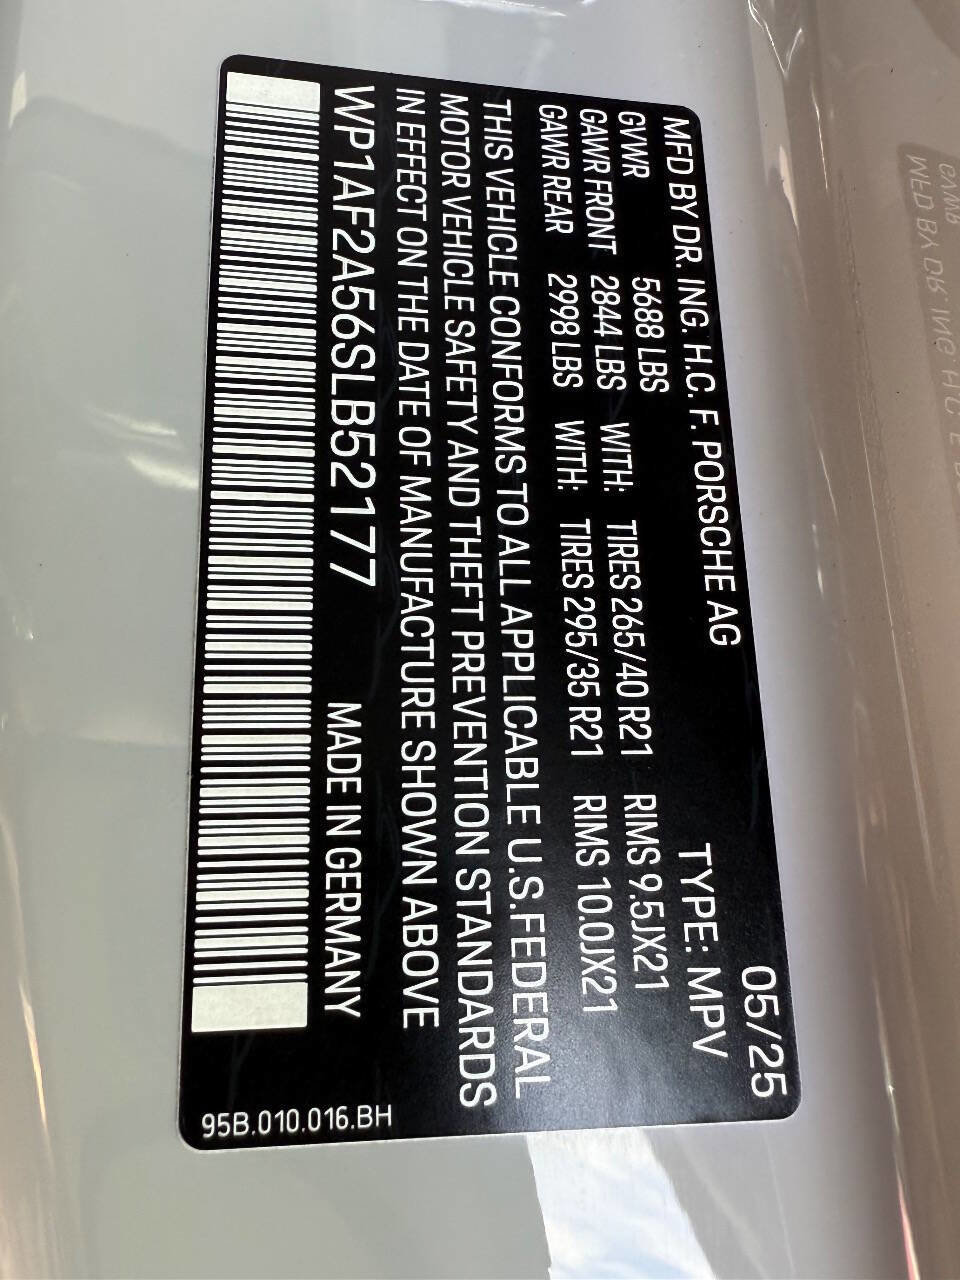 MFD BY DR. ING. H.C. F. PORSCHE AG 05/25
GVWR 5688 LBS TYPE: MPV
GAWR FRONT 2844 LBS WITH: TIRES 265/40 R21 RIMS 9.5JX21
GAWR REAR 2998 LBS WITH: TIRES 295/35 R21 RIMS 10.0JX21
THIS VEHICLE CONFORMS TO ALL APPLICABLE U.S.FEDERAL
MOTOR VEHICLE SAFETY AND THEFT PREVENTION STANDARDS
IN EFFECT ON THE DATE OF MANUFACTURE SHOWN ABOVE
WP1AF2A56SLB52177 MADE IN GERMANY
95B.010.016.BH